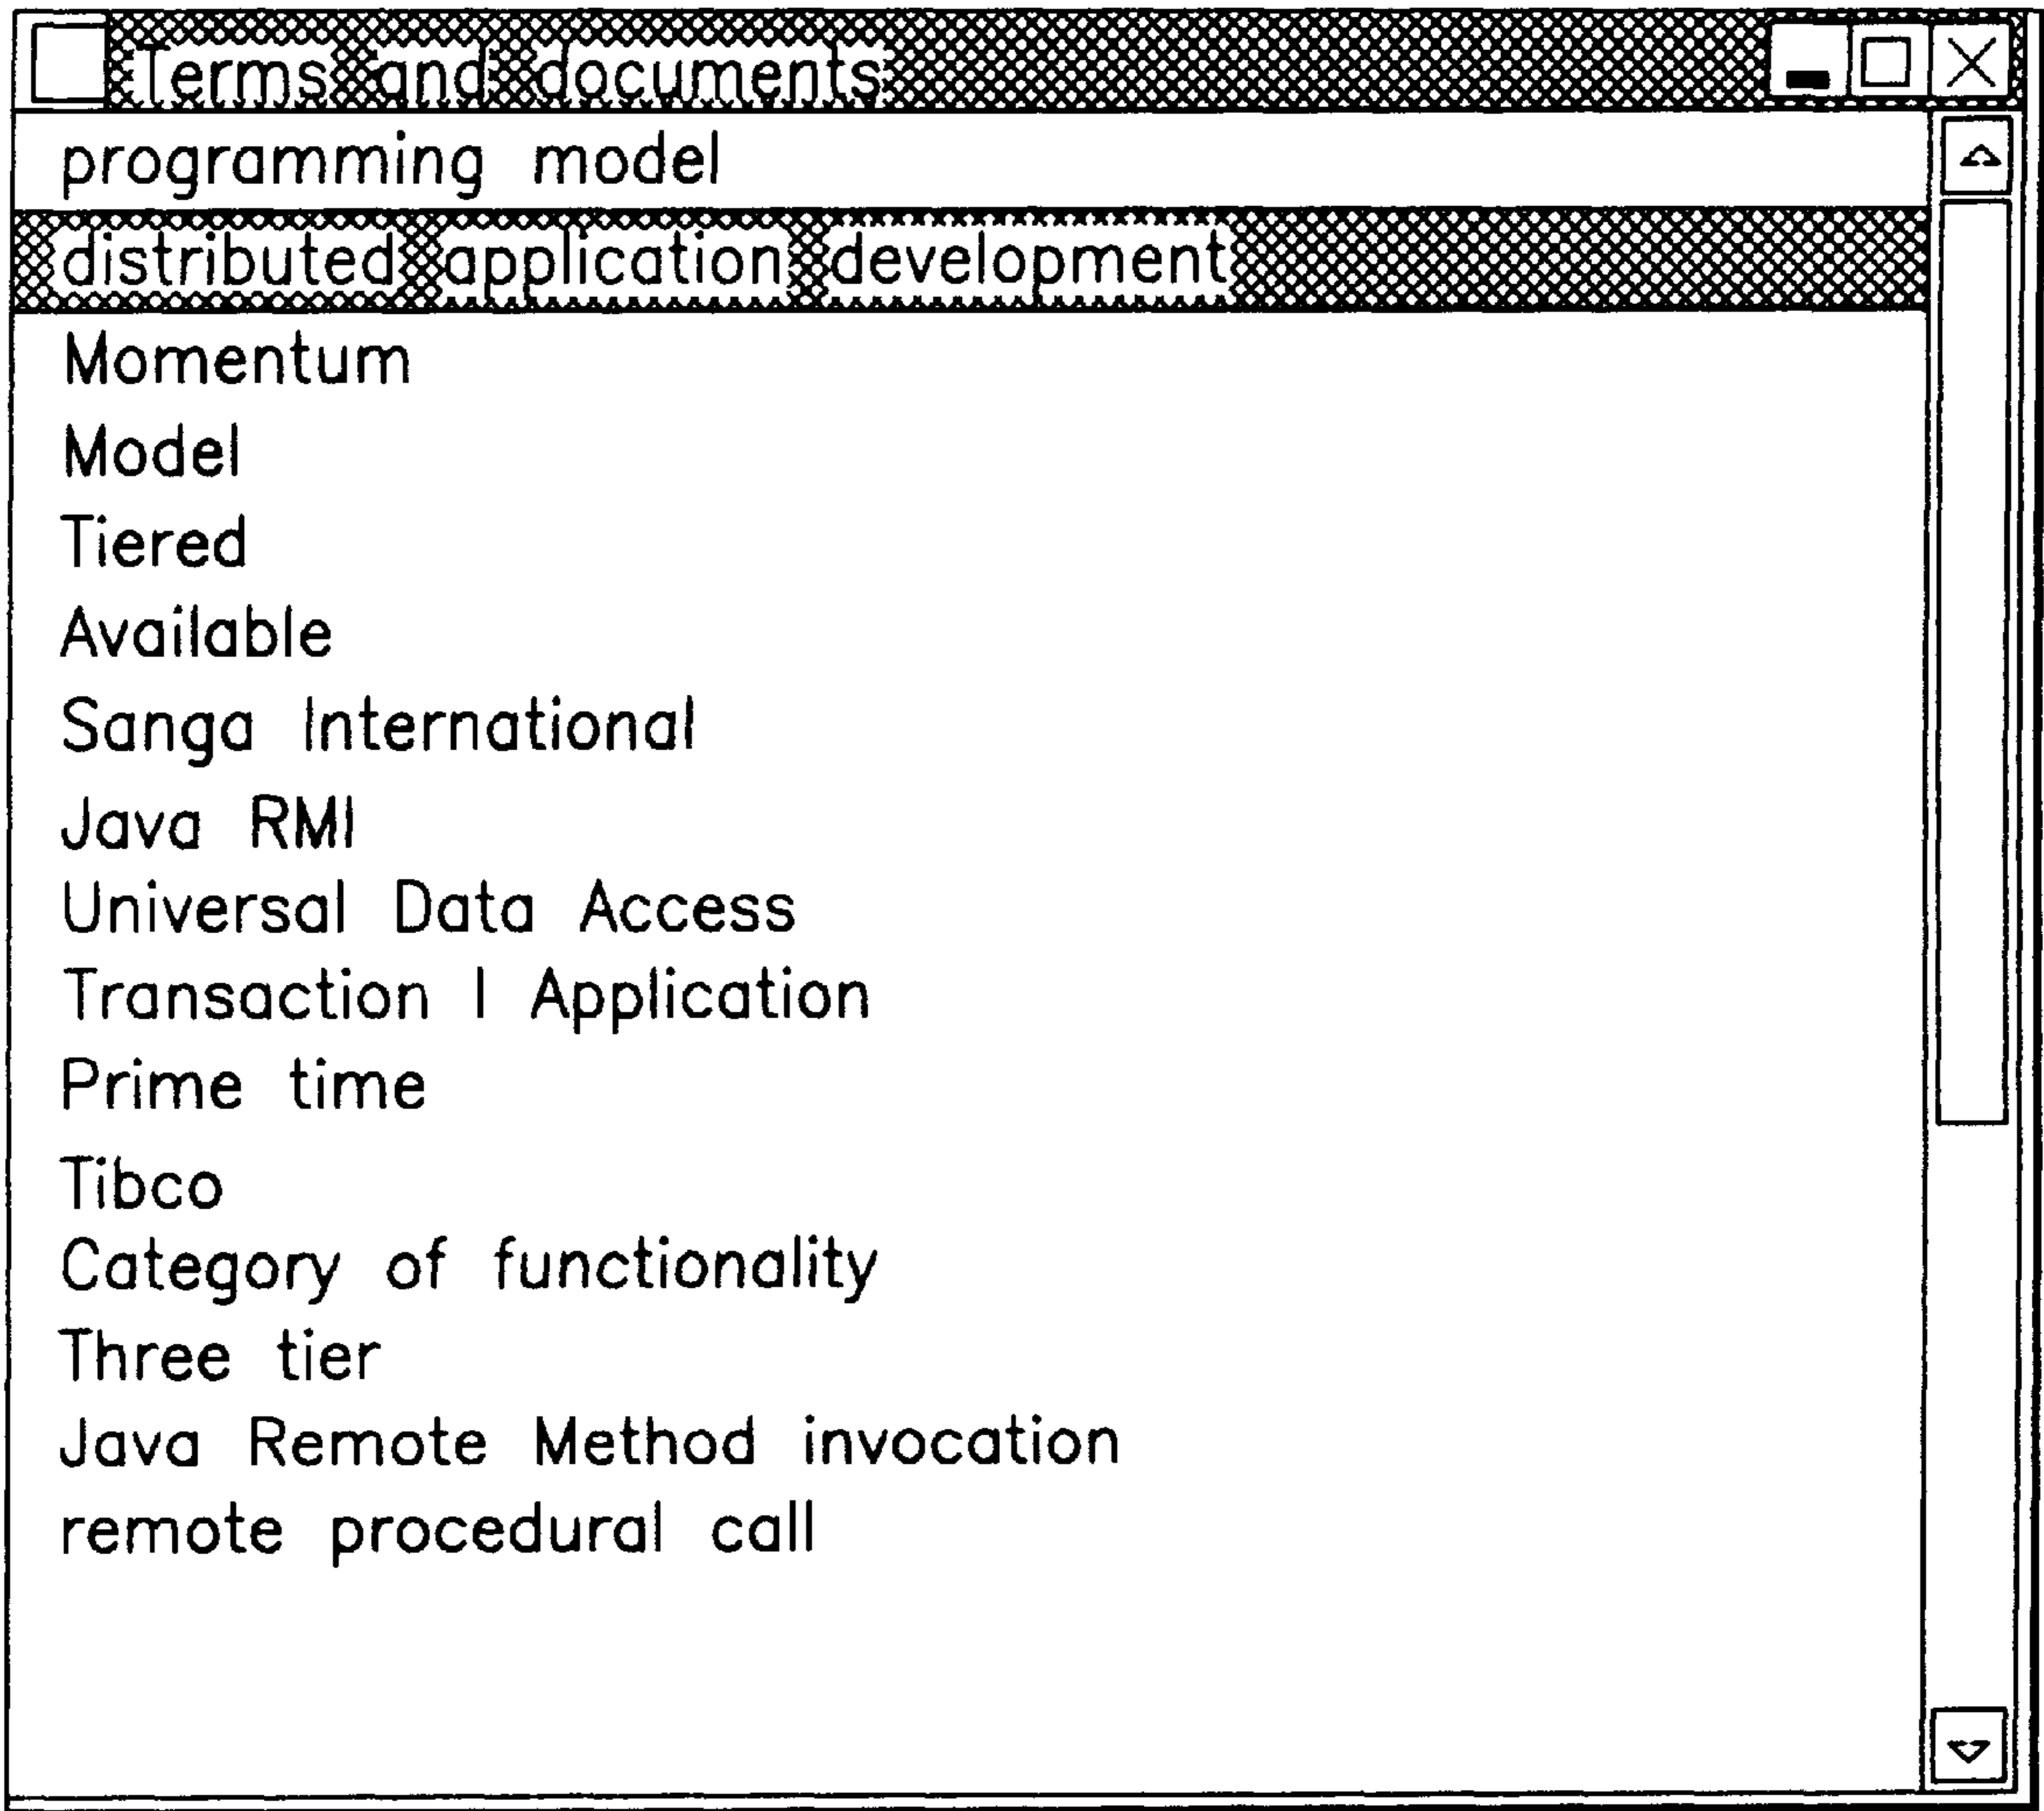 Terms and documents
programming model
distributed application development
Momentum
Model
Tiered
Available
Sanga International
Java RMI
Universal Data Access
Transaction I Application
Prime time
Tibco
Category of functionality
Three tier
Java Remote Method invocation
remote procedural call